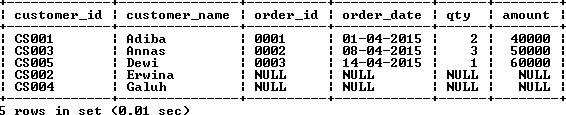 customer_id | customer_name | order_id | order_date | qty | amount
CS001 | Adiba | 0001 | 01-04-2015 | 2 | 40000
CS003 | Annas | 0002 | 08-04-2015 | 3 | 50000
CS005 | Dewi | 0003 | 14-04-2015 | 1 | 60000
CS002 | Erwina | NULL | NULL | NULL | NULL
CS004 | Galuh | NULL | NULL | NULL | NULL
5 rows in set (0.01 sec)